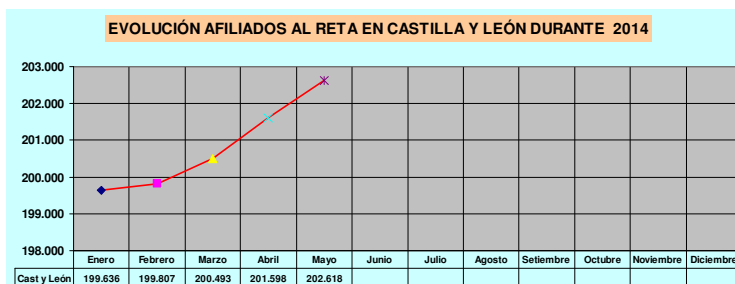 EVOLUCIÓN AFILIADOS AL RETA EN CASTILLA Y LEÓN DURANTE 2014
203.000
202.000
201.000
200.000
199.000
198.000
Enero Febrero Marzo Abril Mayo Junio Julio Agosto Setiembre Octubre Noviembre Diciembre
Cast y León 199.636 199.807 200.493 201.598 202.618